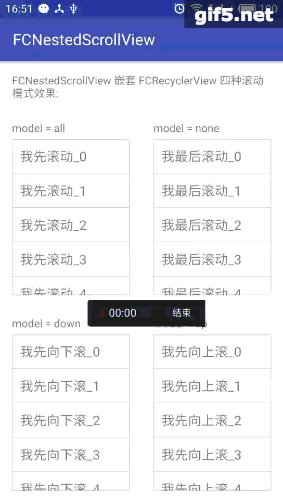 16:51
gif5.net
FCNestedScrollView
FCNestedScrollView 嵌套 FCRecyclerView 四种滚动
模式效果:
model = all
model = none
我先滚动_0
我先滚动_1
我先滚动_2
我先滚动_3
我先滚动_4
我最后滚动_0
我最后滚动_1
我最后滚动_2
我最后滚动_3
我最后滚动_4
00:00
结束
model = down
我先向下滚_0
我先向下滚_1
我先向下滚_2
我先向下滚_3
我先向下滚_4
我先向上滚_0
我先向上滚_1
我先向上滚_2
我先向上滚_3
我先向上滚_4